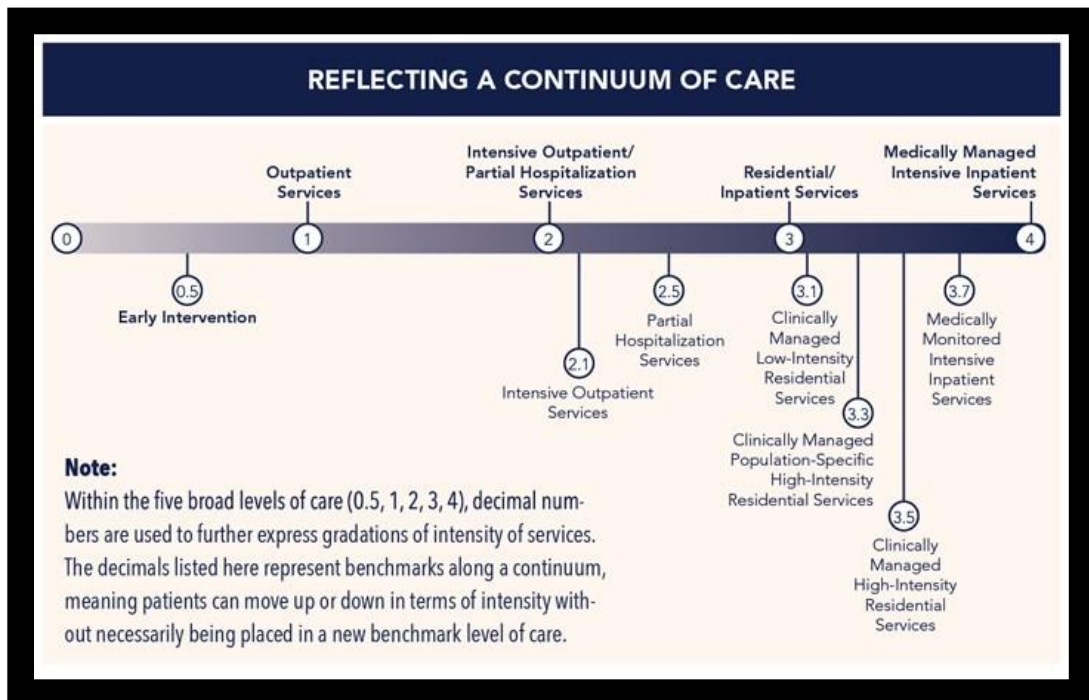 REFLECTING A CONTINUUM OF CARE
Outpatient
Services
Intensive Outpatient/
Partial Hospitalization
Services
Residential/
Inpatient Services
Medically Managed
Intensive Inpatient
Services
0
1
2
3
4
0.5
Early Intervention
2.1
Intensive Outpatient
Services
2.5
Partial
Hospitalization
Services
3.1
Clinically
Managed
Low-Intensity
Residential
Services
3.3
Clinically Managed
Population-Specific
High-Intensity
Residential Services
3.5
Clinically
Managed
High-Intensity
Residential
Services
3.7
Medically
Monitored
Intensive
Inpatient
Services
Note:
Within the five broad levels of care (0.5, 1, 2, 3, 4), decimal num-
bers are used to further express gradations of intensity of services.
The decimals listed here represent benchmarks along a continuum,
meaning patients can move up or down in terms of intensity with-
out necessarily being placed in a new benchmark level of care.